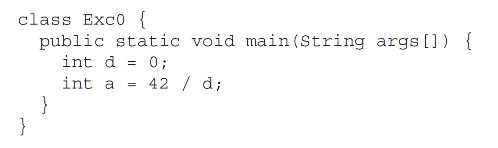 class Exc0 {
  public static void main(String args[]) {
    int d = 0;
    int a = 42 / d;
  }
}